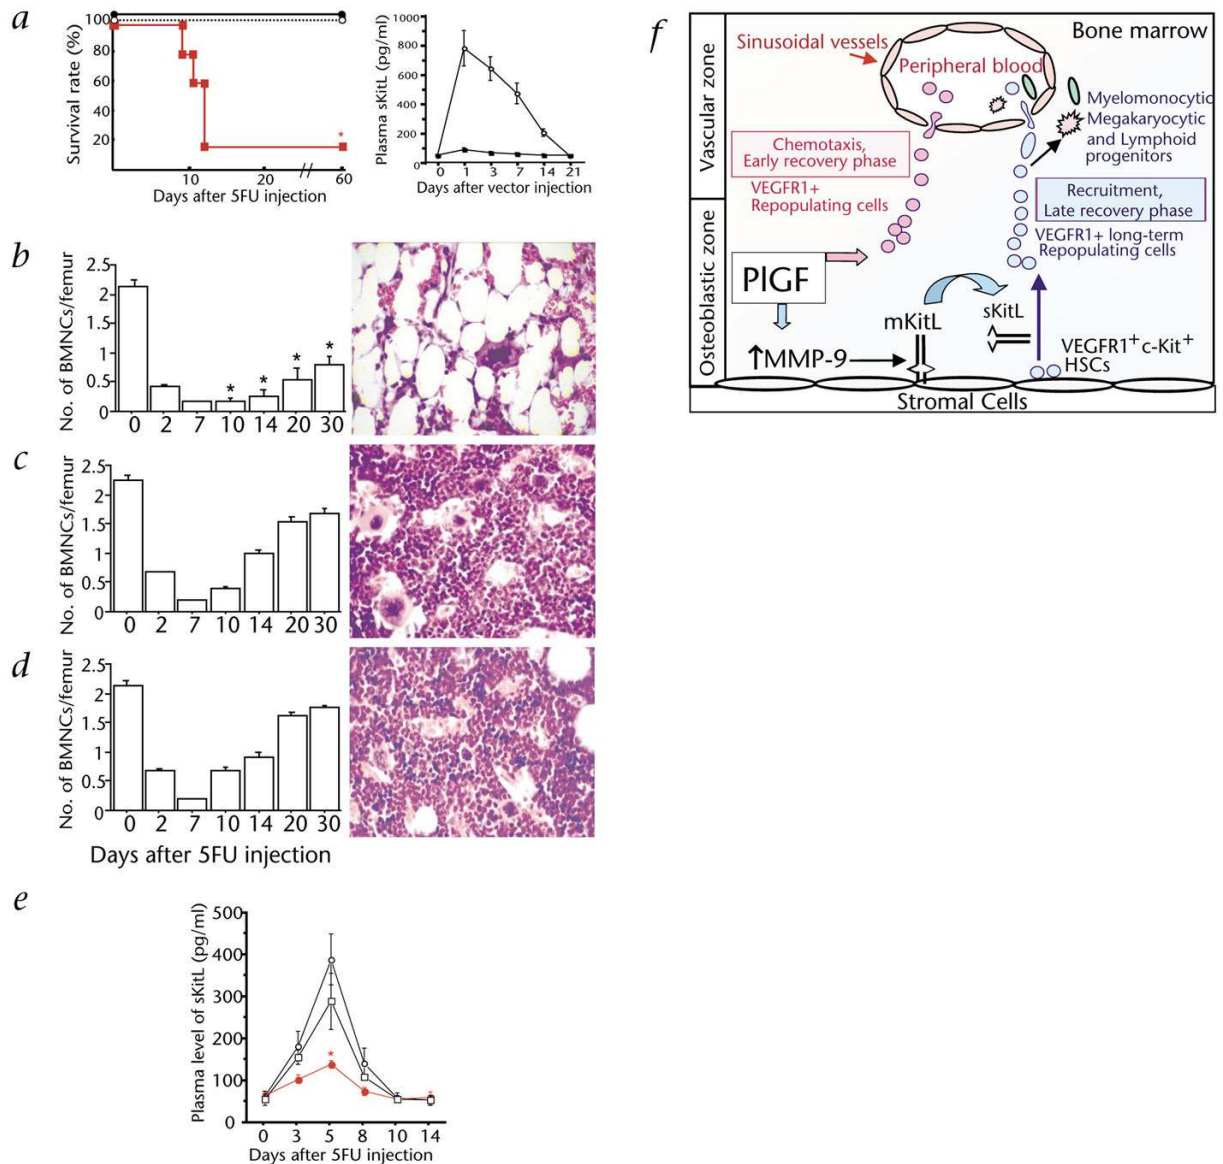 a
Survival rate (%)
100
80
60
40
20
*
10
20
60
Days after 5FU injection
Plasma sKitL (pg/ml)
1000
800
600
400
200
0
0 1 3 7 14 21
Days after vector injection
b
No. of BMNCs/femur
2.5
2
1.5
1
0.5
0
* * * *
0 2 7 10 14 20 30
c
No. of BMNCs/femur
2.5
2
1.5
1
0.5
0
0 2 7 10 14 20 30
d
No. of BMNCs/femur
2.5
2
1.5
1
0.5
0
0 2 7 10 14 20 30
Days after 5FU injection
e
Plasma level of sKitL (pg/ml)
500
400
300
200
100
0
*
0 3 5 8 10 14
Days after 5FU injection
f
Vascular zone
Osteoblastic zone
Bone marrow
Sinusoidal vessels
Peripheral blood
Myelomonocytic
Megakaryocytic
and Lymphoid
progenitors
Chemotaxis,
Early recovery phase
VEGFR1+
Repopulating cells
Recruitment,
Late recovery phase
VEGFR1+ long-term
Repopulating cells
PlGF
mKitL
sKitL
↑MMP-9
VEGFR1+c-Kit+
HSCs
Stromal Cells